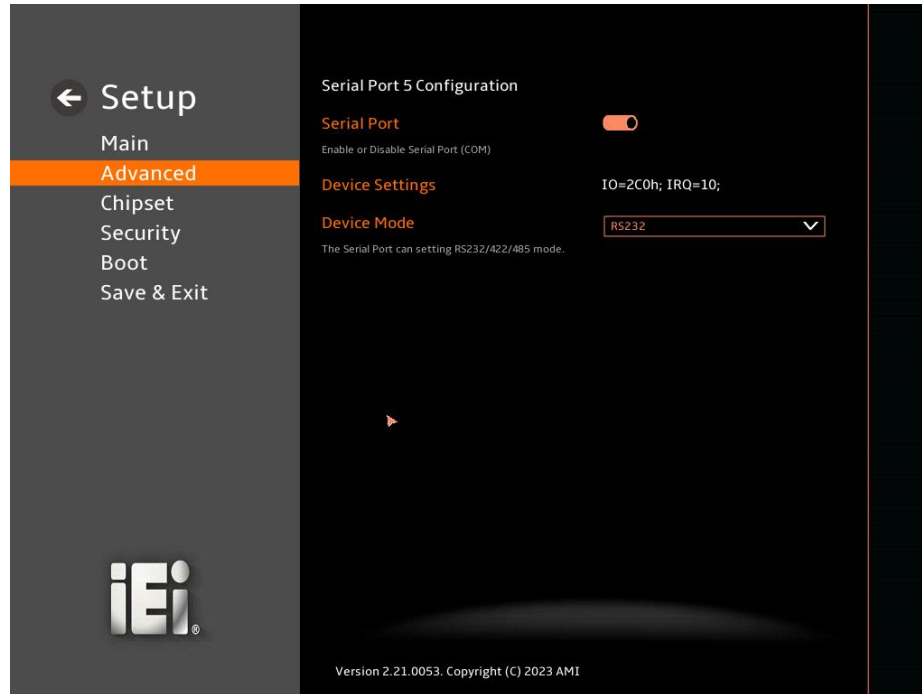 Setup
Main
Advanced
Chipset
Security
Boot
Save & Exit
Serial Port 5 Configuration
Serial Port
Enable or Disable Serial Port (COM)
Device Settings IO=2C0h; IRQ=10;
Device Mode RS232
The Serial Port can setting RS232/422/485 mode.
iEi®
Version 2.21.0053. Copyright (C) 2023 AMI